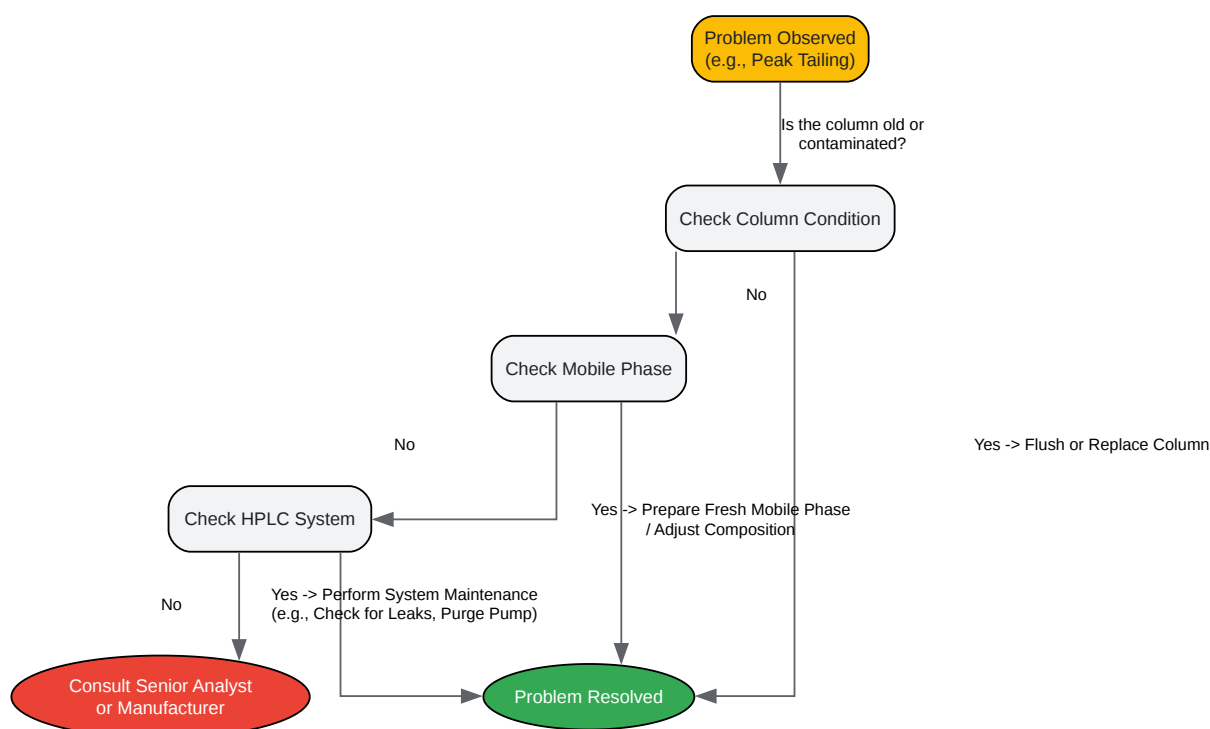 Problem Observed
(e.g., Peak Tailing)
Is the column old or
contaminated?
Check Column Condition
No
Check Mobile Phase
No
Yes -> Flush or Replace Column
Check HPLC System
Yes -> Prepare Fresh Mobile Phase
/ Adjust Composition
No
Yes -> Perform System Maintenance
(e.g., Check for Leaks, Purge Pump)
Consult Senior Analyst
or Manufacturer
Problem Resolved